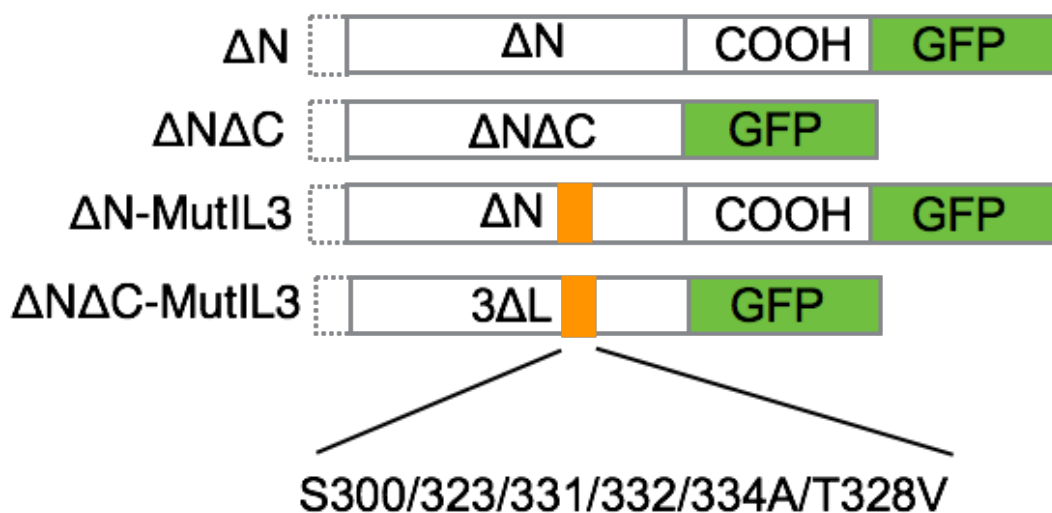 ΔN ΔN COOH GFP
ΔNΔC ΔNΔC GFP
ΔN-MutIL3 ΔN COOH GFP
ΔNΔC-MutIL3 3ΔL GFP
S300/323/331/332/334A/T328V